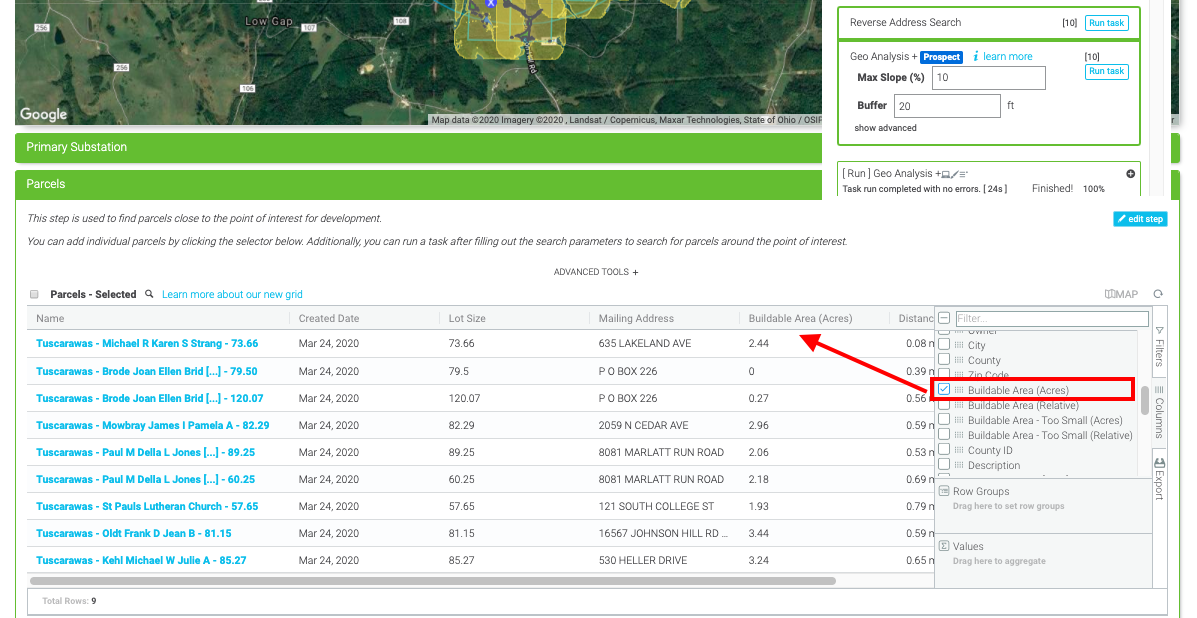 Low Gap
256
107
108
256
106
Google
Map data ©2020 Imagery ©2020 , Landsat / Copernicus, Maxar Technologies, State of Ohio / OSIP
Reverse Address Search [10] Run task
Geo Analysis + Prospect i learn more [10]
Run task
Max Slope (%) 10
Buffer 20 ft
show advanced
[ Run ] Geo Analysis +
Task run completed with no errors. [ 24s ] Finished! 100%
Primary Substation
Parcels
This step is used to find parcels close to the point of interest for development.
edit step
You can add individual parcels by clicking the selector below. Additionally, you can run a task after filling out the search parameters to search for parcels around the point of interest.
ADVANCED TOOLS +
Parcels - Selected Learn more about our new grid MAP
Name Created Date Lot Size Mailing Address Buildable Area (Acres) Distanc
Tuscarawas - Michael R Karen S Strang - 73.66 Mar 24, 2020 73.66 635 LAKELAND AVE 2.44 0.08 m
Tuscarawas - Brode Joan Ellen Brid [...] - 79.50 Mar 24, 2020 79.5 P O BOX 226 0 0.39 m
Tuscarawas - Brode Joan Ellen Brid [...] - 120.07 Mar 24, 2020 120.07 P O BOX 226 0.27 0.56 m
Tuscarawas - Mowbray James I Pamela A - 82.29 Mar 24, 2020 82.29 2059 N CEDAR AVE 2.96 0.59 m
Tuscarawas - Paul M Della L Jones [...] - 89.25 Mar 24, 2020 89.25 8081 MARLATT RUN ROAD 2.06 0.53 m
Tuscarawas - Paul M Della L Jones [...] - 60.25 Mar 24, 2020 60.25 8081 MARLATT RUN ROAD 2.18 0.69 m
Tuscarawas - St Pauls Lutheran Church - 57.65 Mar 24, 2020 57.65 121 SOUTH COLLEGE ST 1.93 0.79 m
Tuscarawas - Oldt Frank D Jean B - 81.15 Mar 24, 2020 81.15 16567 JOHNSON HILL RD ... 3.44 0.59 m
Tuscarawas - Kehl Michael W Julie A - 85.27 Mar 24, 2020 85.27 530 HELLER DRIVE 3.24 0.65 m
Filter...
Owner
City
County
Zip Code
Buildable Area (Acres)
Buildable Area (Relative)
Buildable Area - Too Small (Acres)
Buildable Area - Too Small (Relative)
County ID
Description
Row Groups
Drag here to set row groups
Values
Drag here to aggregate
Filters
Columns
Export
Total Rows: 9